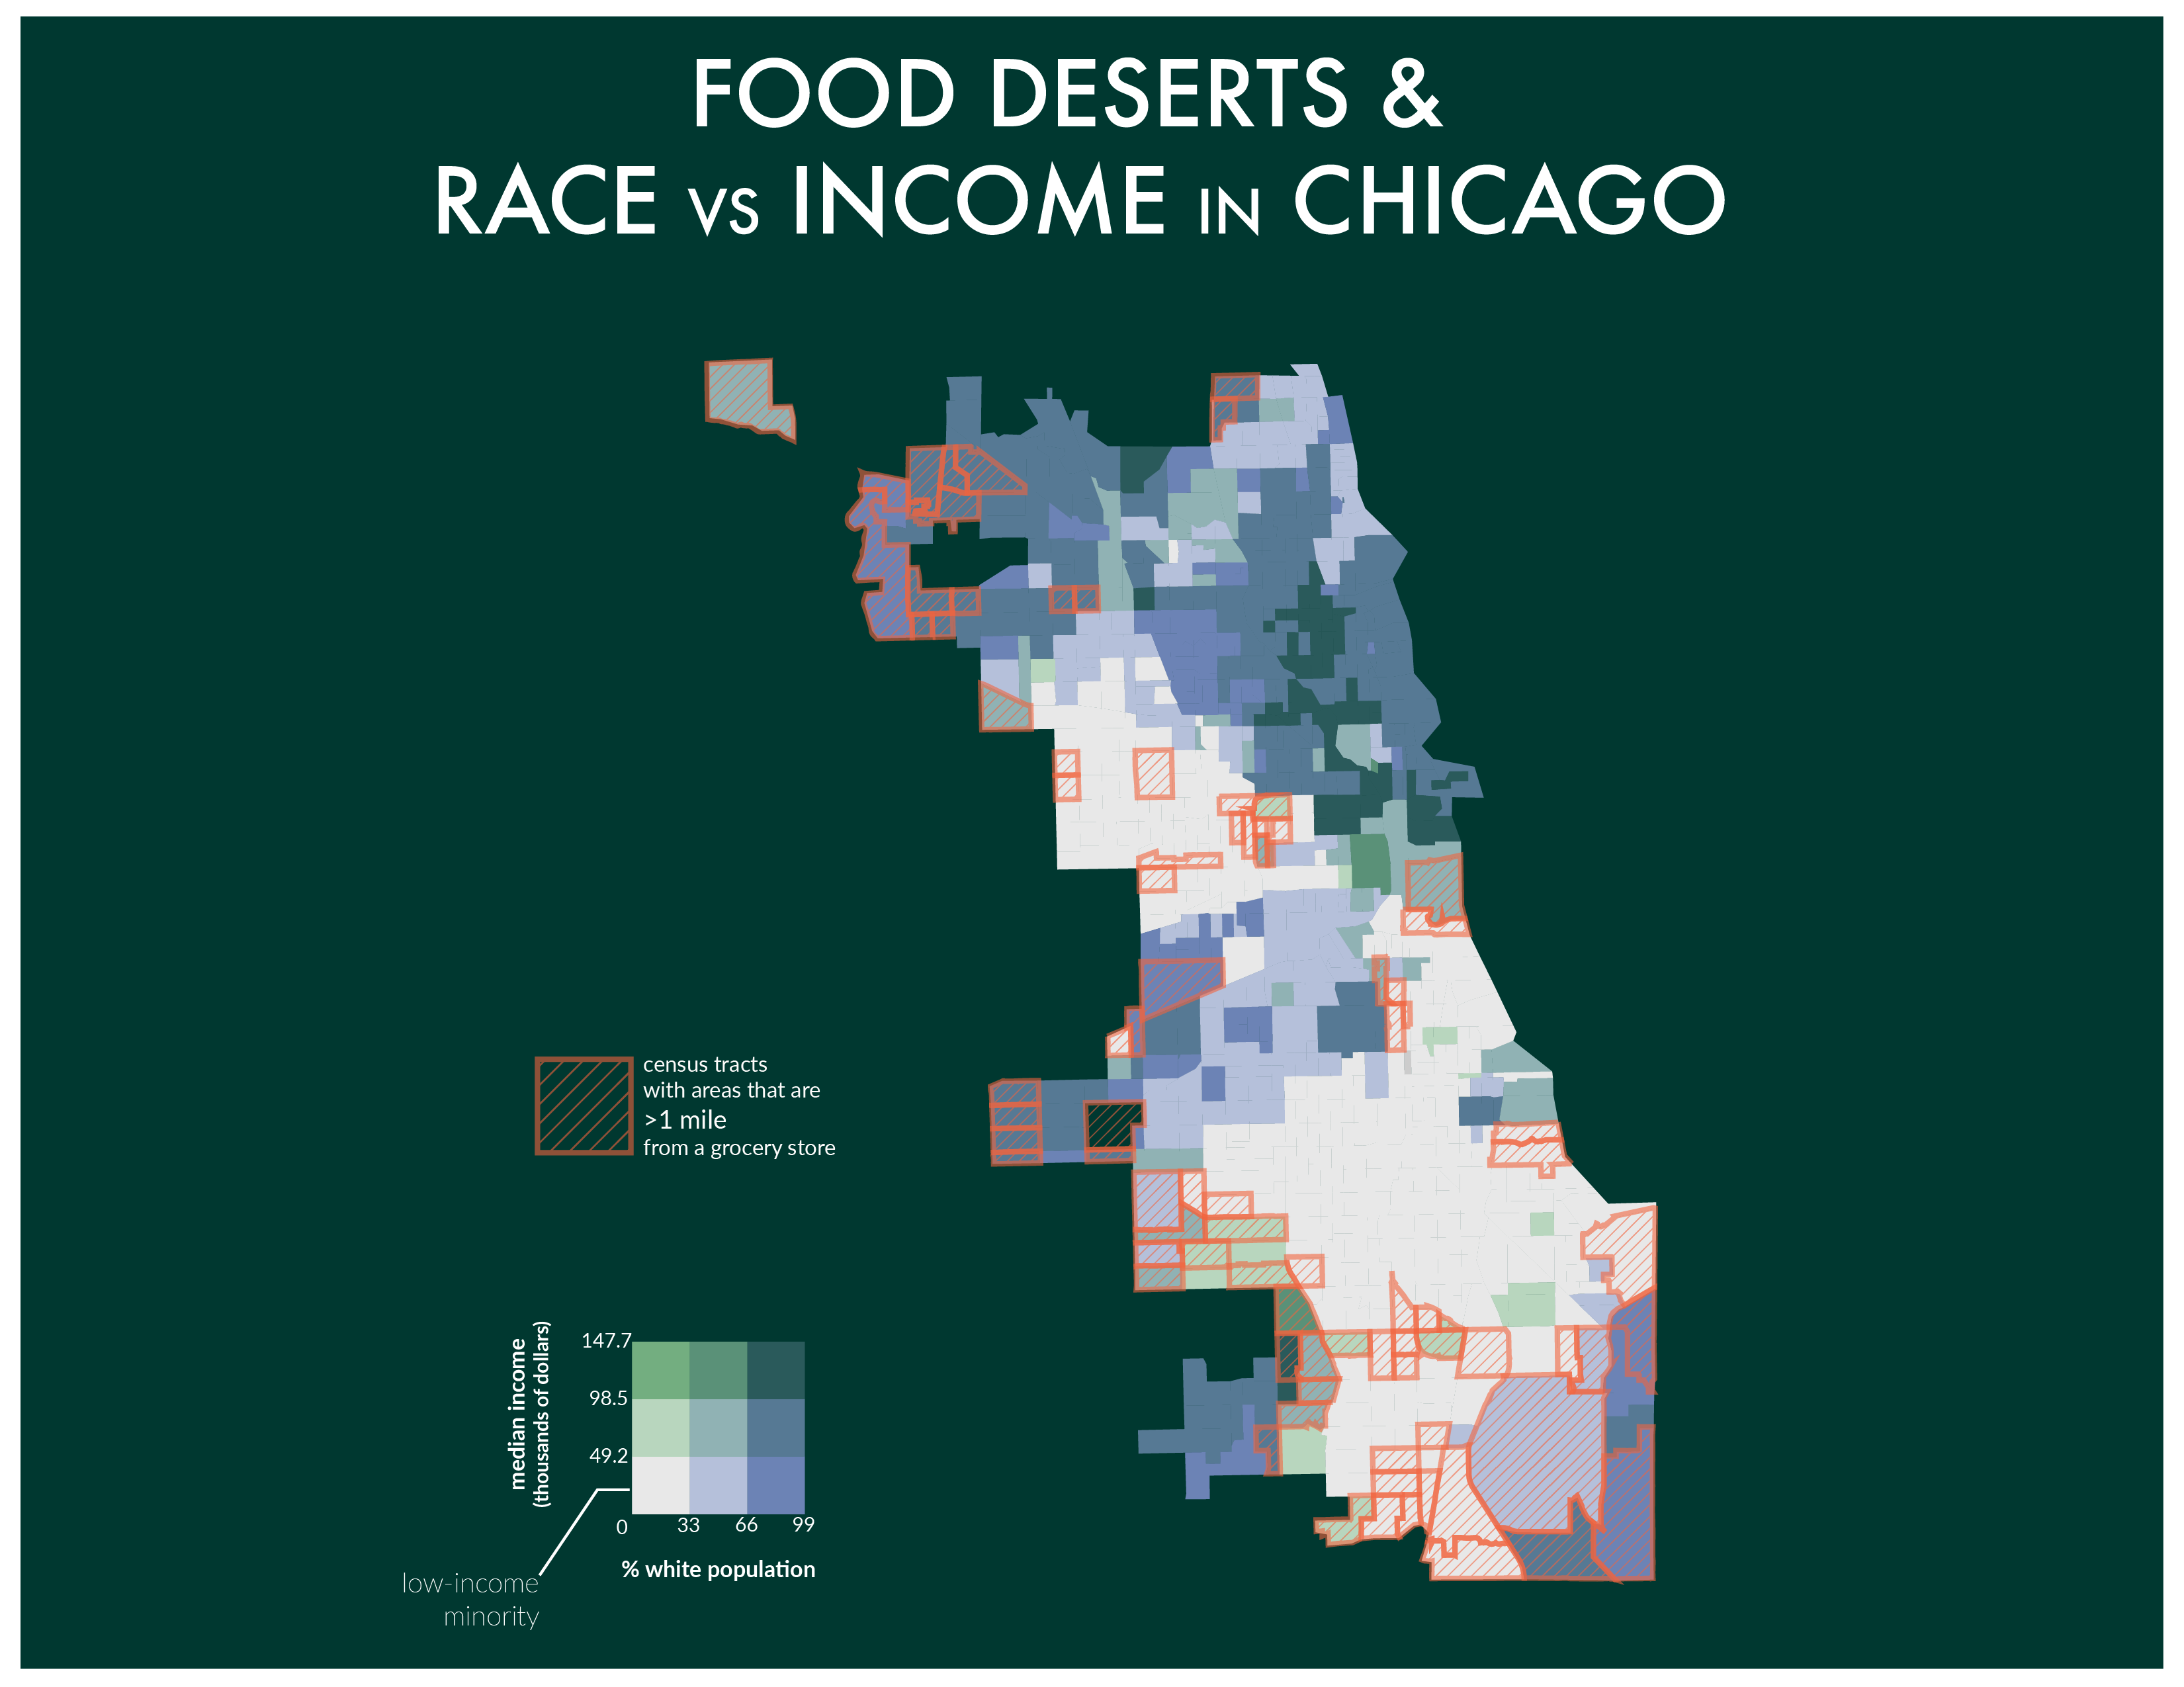 FOOD DESERTS &
RACE VS INCOME IN CHICAGO
census tracts
with areas that are
>1 mile
from a grocery store
median income
(thousands of dollars)
147.7
98.5
49.2
0
33
66
99
% white population
low-income
minority